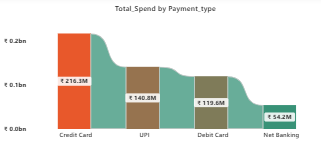 Total_Spend by Payment_type
₹ 0.2bn
₹ 0.1bn
₹ 0.0bn
₹ 216.3M
₹ 140.8M
₹ 119.6M
₹ 54.2M
Credit Card
UPI
Debit Card
Net Banking